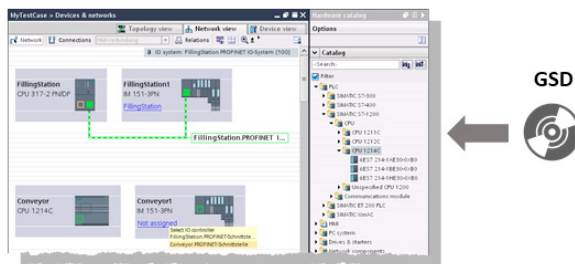 MyTestCase > Devices & networks
Topology view
Network view
Device view
Network
Connections
Relations
IO system: FillingStation.PROFINET IO-System (100)
FillingStation
CPU 317-2 PN/DP
FillingStation1
IM 151-3PN
FillingStation
FillingStation.PROFINET I...
Conveyor
CPU 1214C
Conveyor1
IM 151-3PN
Not assigned
Select IO controller
FillingStation.PROFINET-Schnittstelle...
Conveyor.PROFINET-Schnittstelle
Hardware catalog
Options
Catalog
<Search>
Filter
PLC
SIMATIC S7-300
SIMATIC S7-400
SIMATIC S7-1200
CPU
CPU 1211C
CPU 1212C
CPU 1214C
6ES7 214-1AE30-0XB0
6ES7 214-1BE30-0XB0
6ES7 214-1HE30-0XB0
Unspecified CPU 1200
Communications module
SIMATIC ET 200 PLC
HMI
PC system
Drives & starters
Network components
GSD